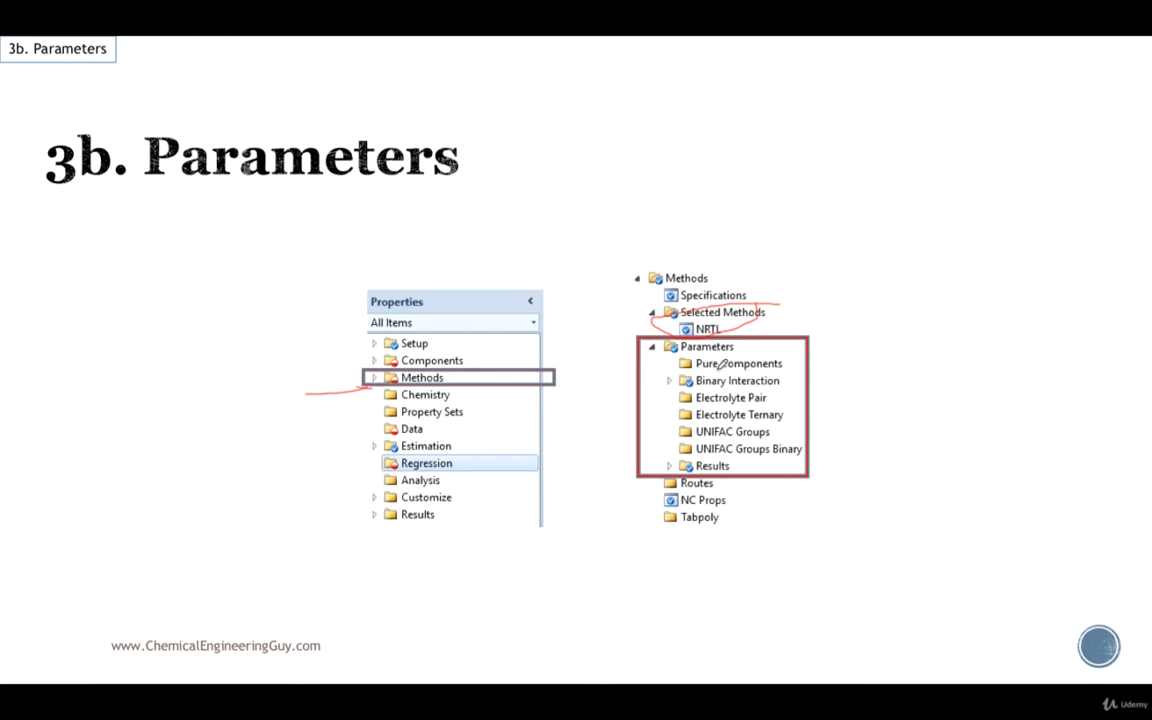 3b. Parameters
3b. Parameters
Properties
All Items
Setup
Components
Methods
Chemistry
Property Sets
Data
Estimation
Regression
Analysis
Customize
Results
Methods
Specifications
Selected Methods
NRTL
Parameters
Pure Components
Binary Interaction
Electrolyte Pair
Electrolyte Ternary
UNIFAC Groups
UNIFAC Groups Binary
Results
Routes
NC Props
Tabpoly
www.ChemicalEngineeringGuy.com
Udemy